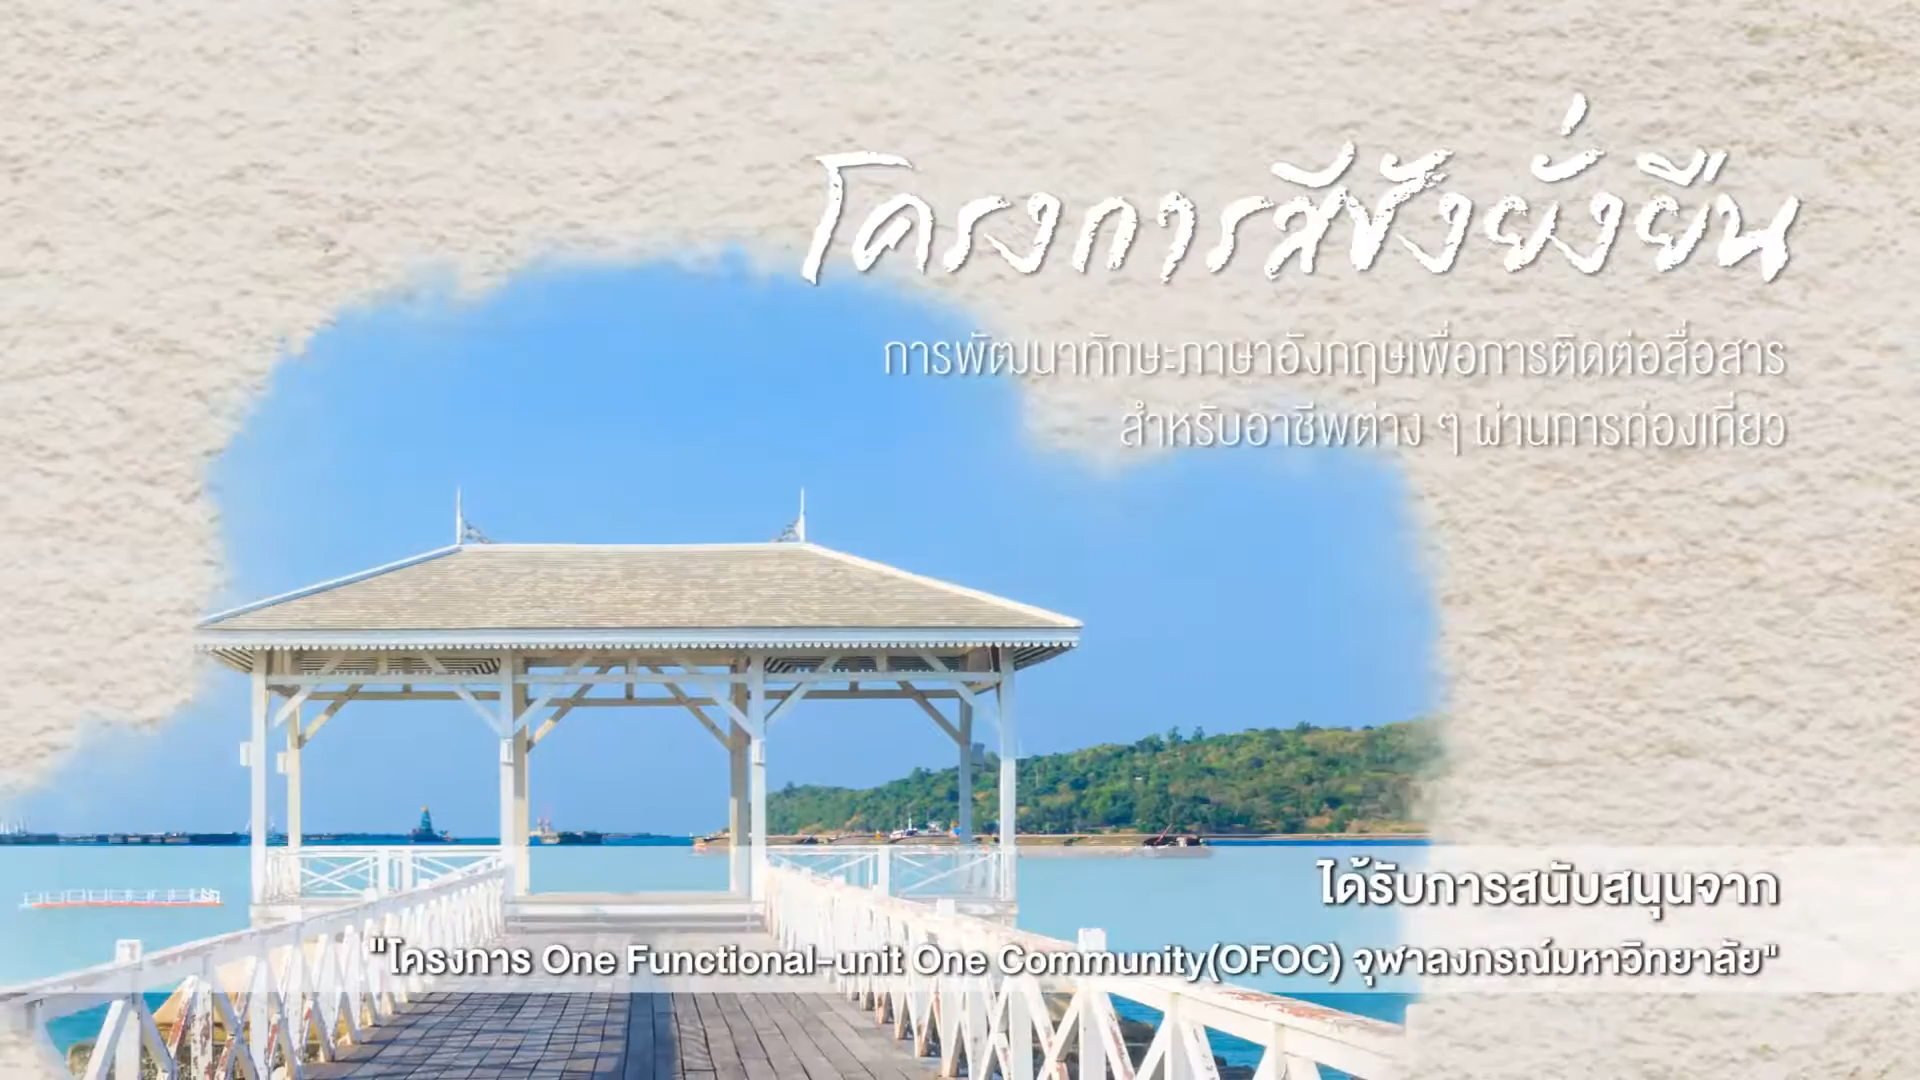 โครงการสีชังยั่งยืน
การพัฒนาทักษะภาษาอังกฤษเพื่อการติดต่อสื่อสาร
สำหรับอาชีพต่าง ๆ ผ่านการท่องเที่ยว
ได้รับการสนับสนุนจาก
"โครงการ One Functional-unit One Community(OFOC) จุฬาลงกรณ์มหาวิทยาลัย"